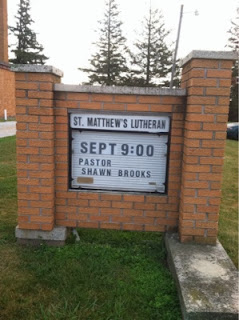 ST. MATTHEW'S LUTHERAN
SEPT 9:00
PASTOR
SHAWN BROOKS